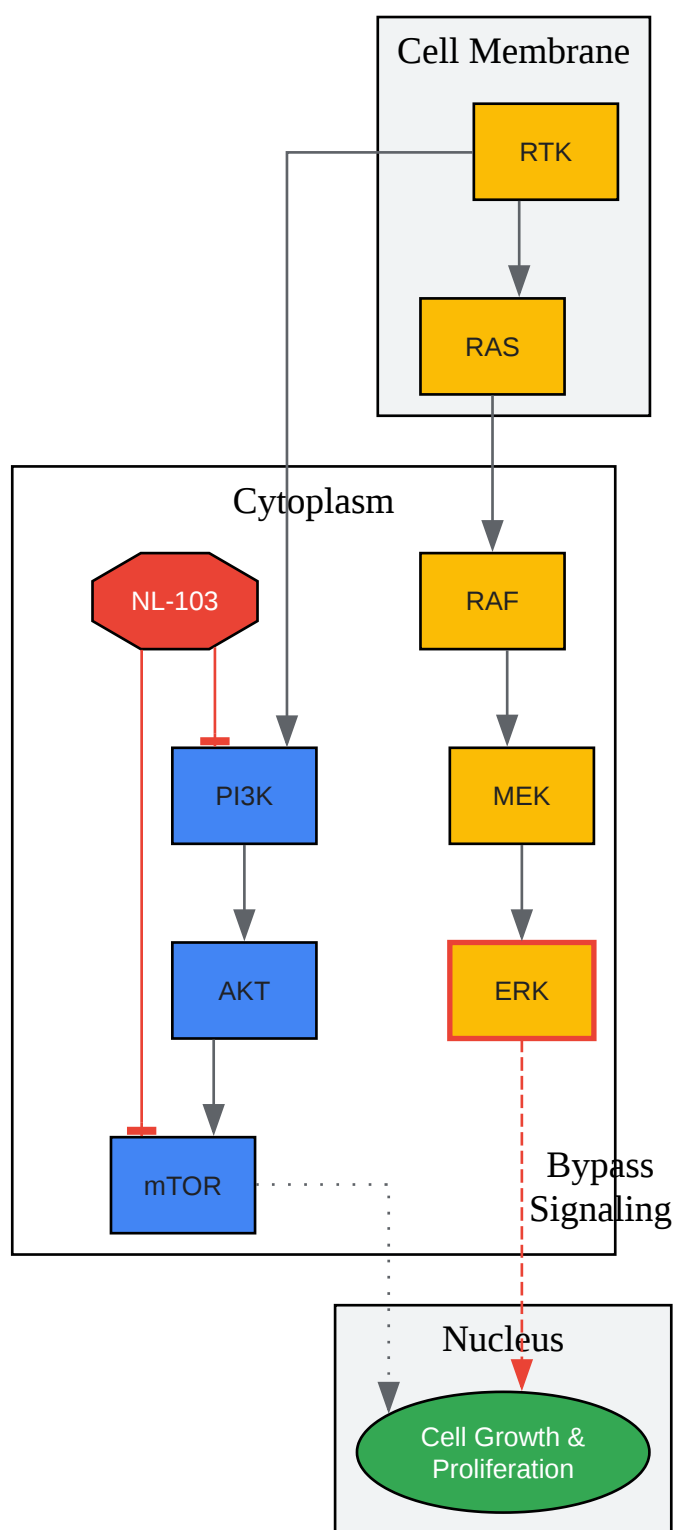 Cell Membrane
RTK
RAS
Cytoplasm
NL-103
RAF
PI3K
MEK
AKT
ERK
Bypass
Signaling
mTOR
Nucleus
Cell Growth &
Proliferation